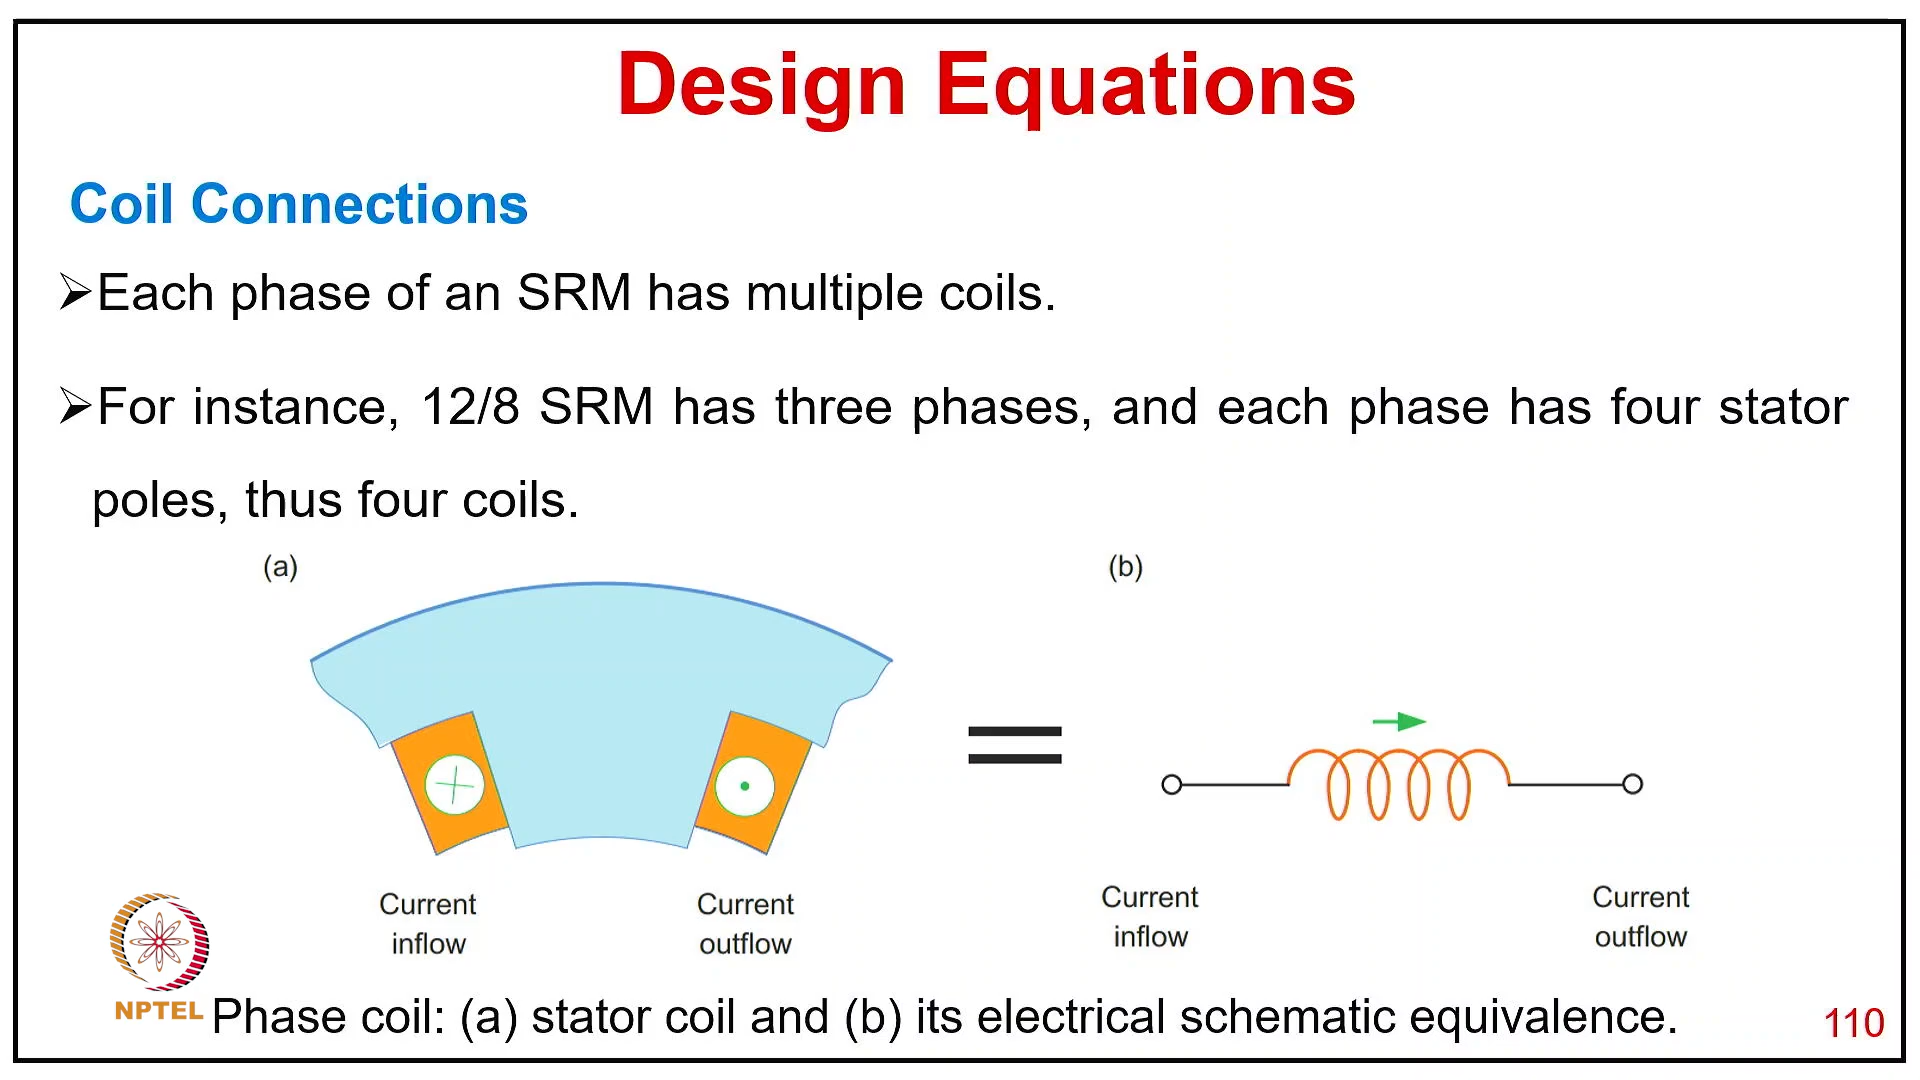 Design Equations
Coil Connections
➢Each phase of an SRM has multiple coils.
➢For instance, 12/8 SRM has three phases, and each phase has four stator
poles, thus four coils.
(a)
(b)
Current
inflow
Current
outflow
Current
inflow
Current
outflow
NPTEL
Phase coil: (a) stator coil and (b) its electrical schematic equivalence.
110